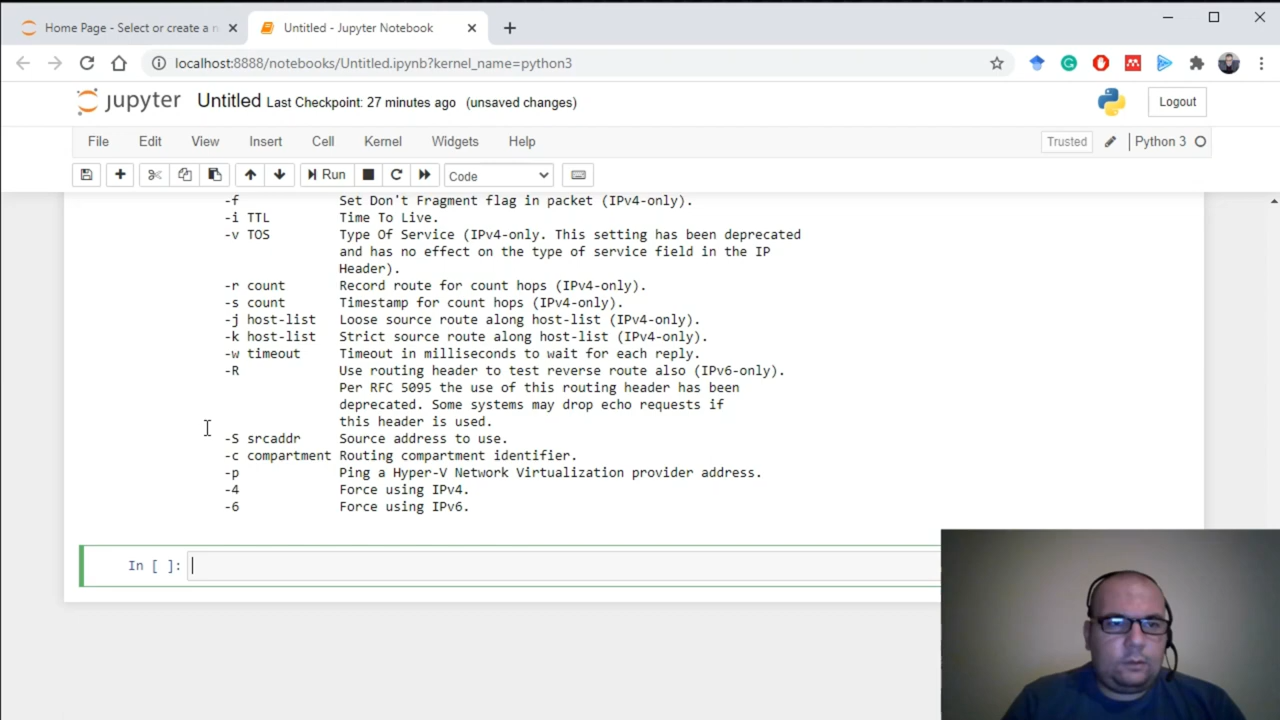 Home Page - Select or create a n
Untitled - Jupyter Notebook
localhost:8888/notebooks/Untitled.ipynb?kernel_name=python3
jupyter Untitled Last Checkpoint: 27 minutes ago (unsaved changes)
Logout
File Edit View Insert Cell Kernel Widgets Help
Trusted
Python 3
Run
Code
-f Set Don't Fragment flag in packet (IPv4-only).
-i TTL Time To Live.
-v TOS Type Of Service (IPv4-only. This setting has been deprecated
and has no effect on the type of service field in the IP
Header).
-r count Record route for count hops (IPv4-only).
-s count Timestamp for count hops (IPv4-only).
-j host-list Loose source route along host-list (IPv4-only).
-k host-list Strict source route along host-list (IPv4-only).
-w timeout Timeout in milliseconds to wait for each reply.
-R Use routing header to test reverse route also (IPv6-only).
Per RFC 5095 the use of this routing header has been
deprecated. Some systems may drop echo requests if
this header is used.
-S srcaddr Source address to use.
-c compartment Routing compartment identifier.
-p Ping a Hyper-V Network Virtualization provider address.
-4 Force using IPv4.
-6 Force using IPv6.
In [ ]: